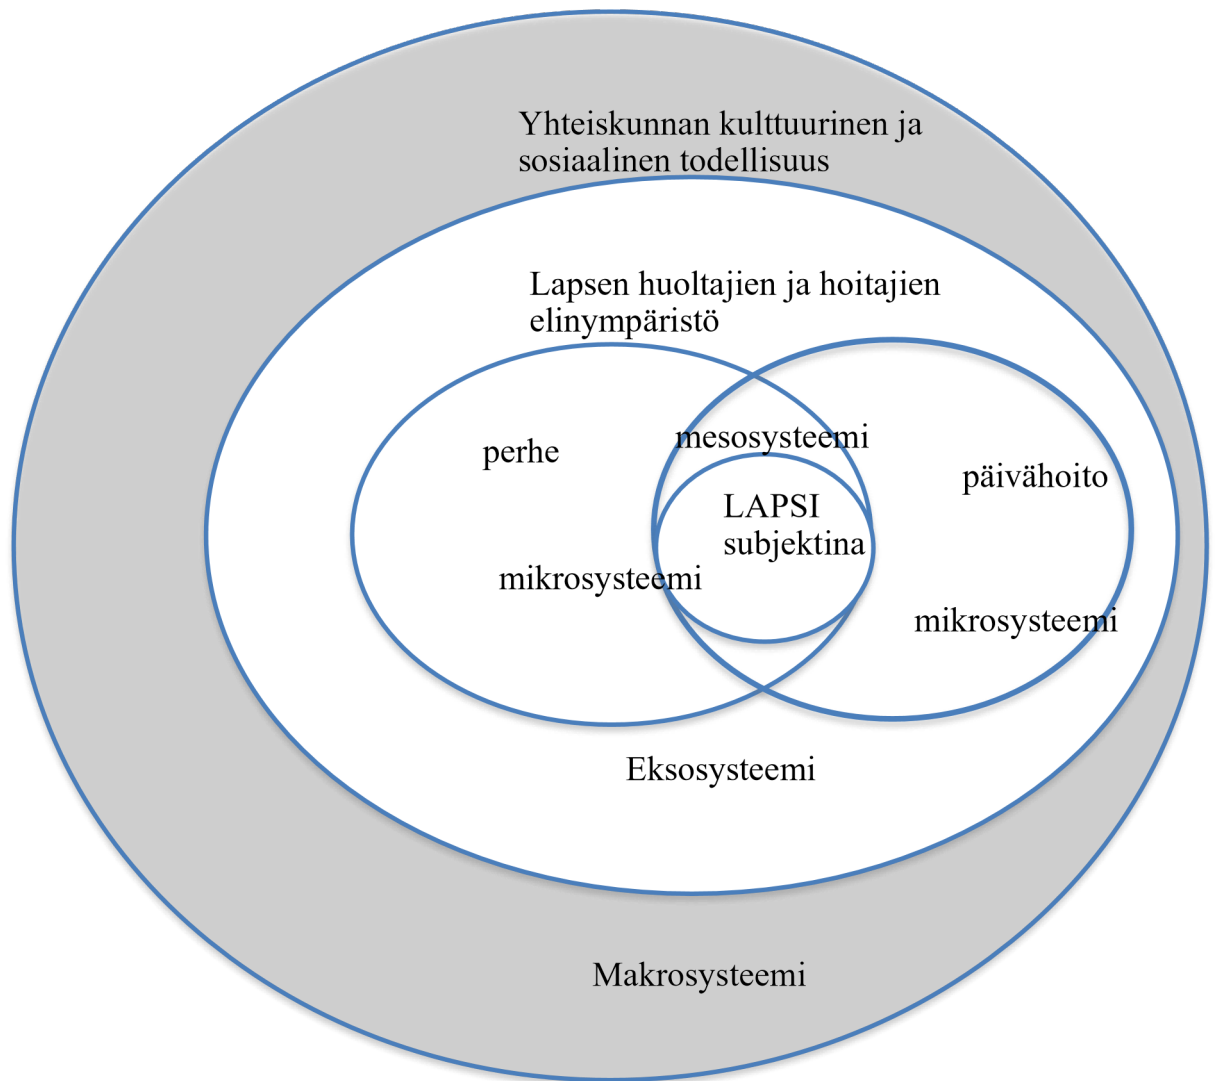 Yhteiskunnan kulttuurinen ja
sosiaalinen todellisuus
Lapsen huoltajien ja hoitajien
elinympäristö
mesosysteemi
perhe
päivähoito
LAPSI
subjektina
mikrosysteemi
mikrosysteemi
Eksosysteemi
Makrosysteemi